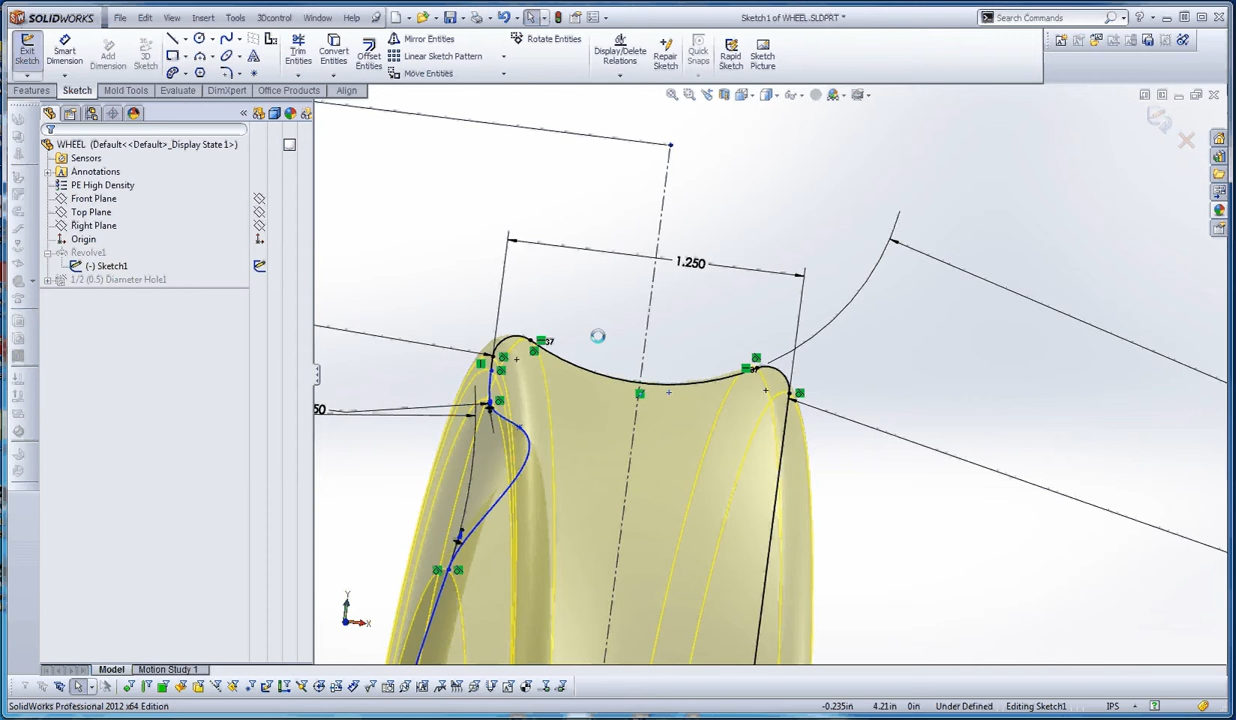 SOLIDWORKS File Edit View Insert Tools 3Dcontrol Window Help Sketch1 of WHEEL.SLDPRT * Search Commands
Exit Sketch
Smart Dimension
Add Dimension
3D Sketch
Trim Entities
Convert Entities
Offset Entities
Mirror Entities
Linear Sketch Pattern
Move Entities
Rotate Entities
Display/Delete Relations
Repair Sketch
Quick Snaps
Rapid Sketch
Sketch Picture
Features Sketch Mold Tools Evaluate DimXpert Office Products Align
WHEEL (Default<<Default>_Display State 1>)
Sensors
Annotations
PE High Density
Front Plane
Top Plane
Right Plane
Origin
Revolve1
(-) Sketch1
1/2 (0.5) Diameter Hole1
1.250
37
37
50
Y
X
Model Motion Study 1
SolidWorks Professional 2012 x64 Edition -0.235in 4.21in 0in Under Defined Editing Sketch1 IPS